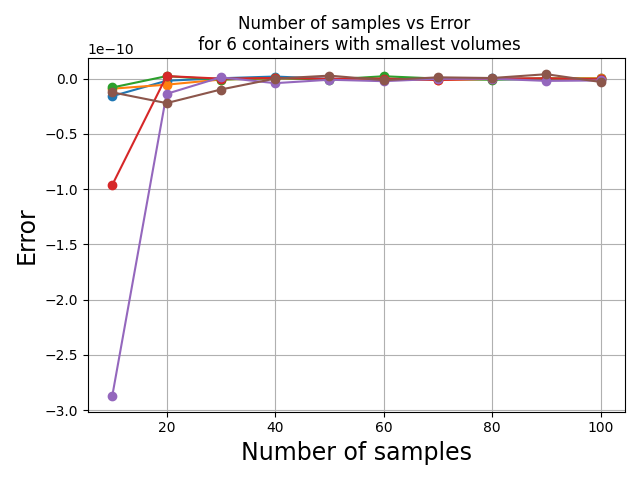 Number of samples vs Error
for 6 containers with smallest volumes
1e−10
0.0
−0.5
−1.0
−1.5
−2.0
−2.5
−3.0
Error
20 40 60 80 100
Number of samples